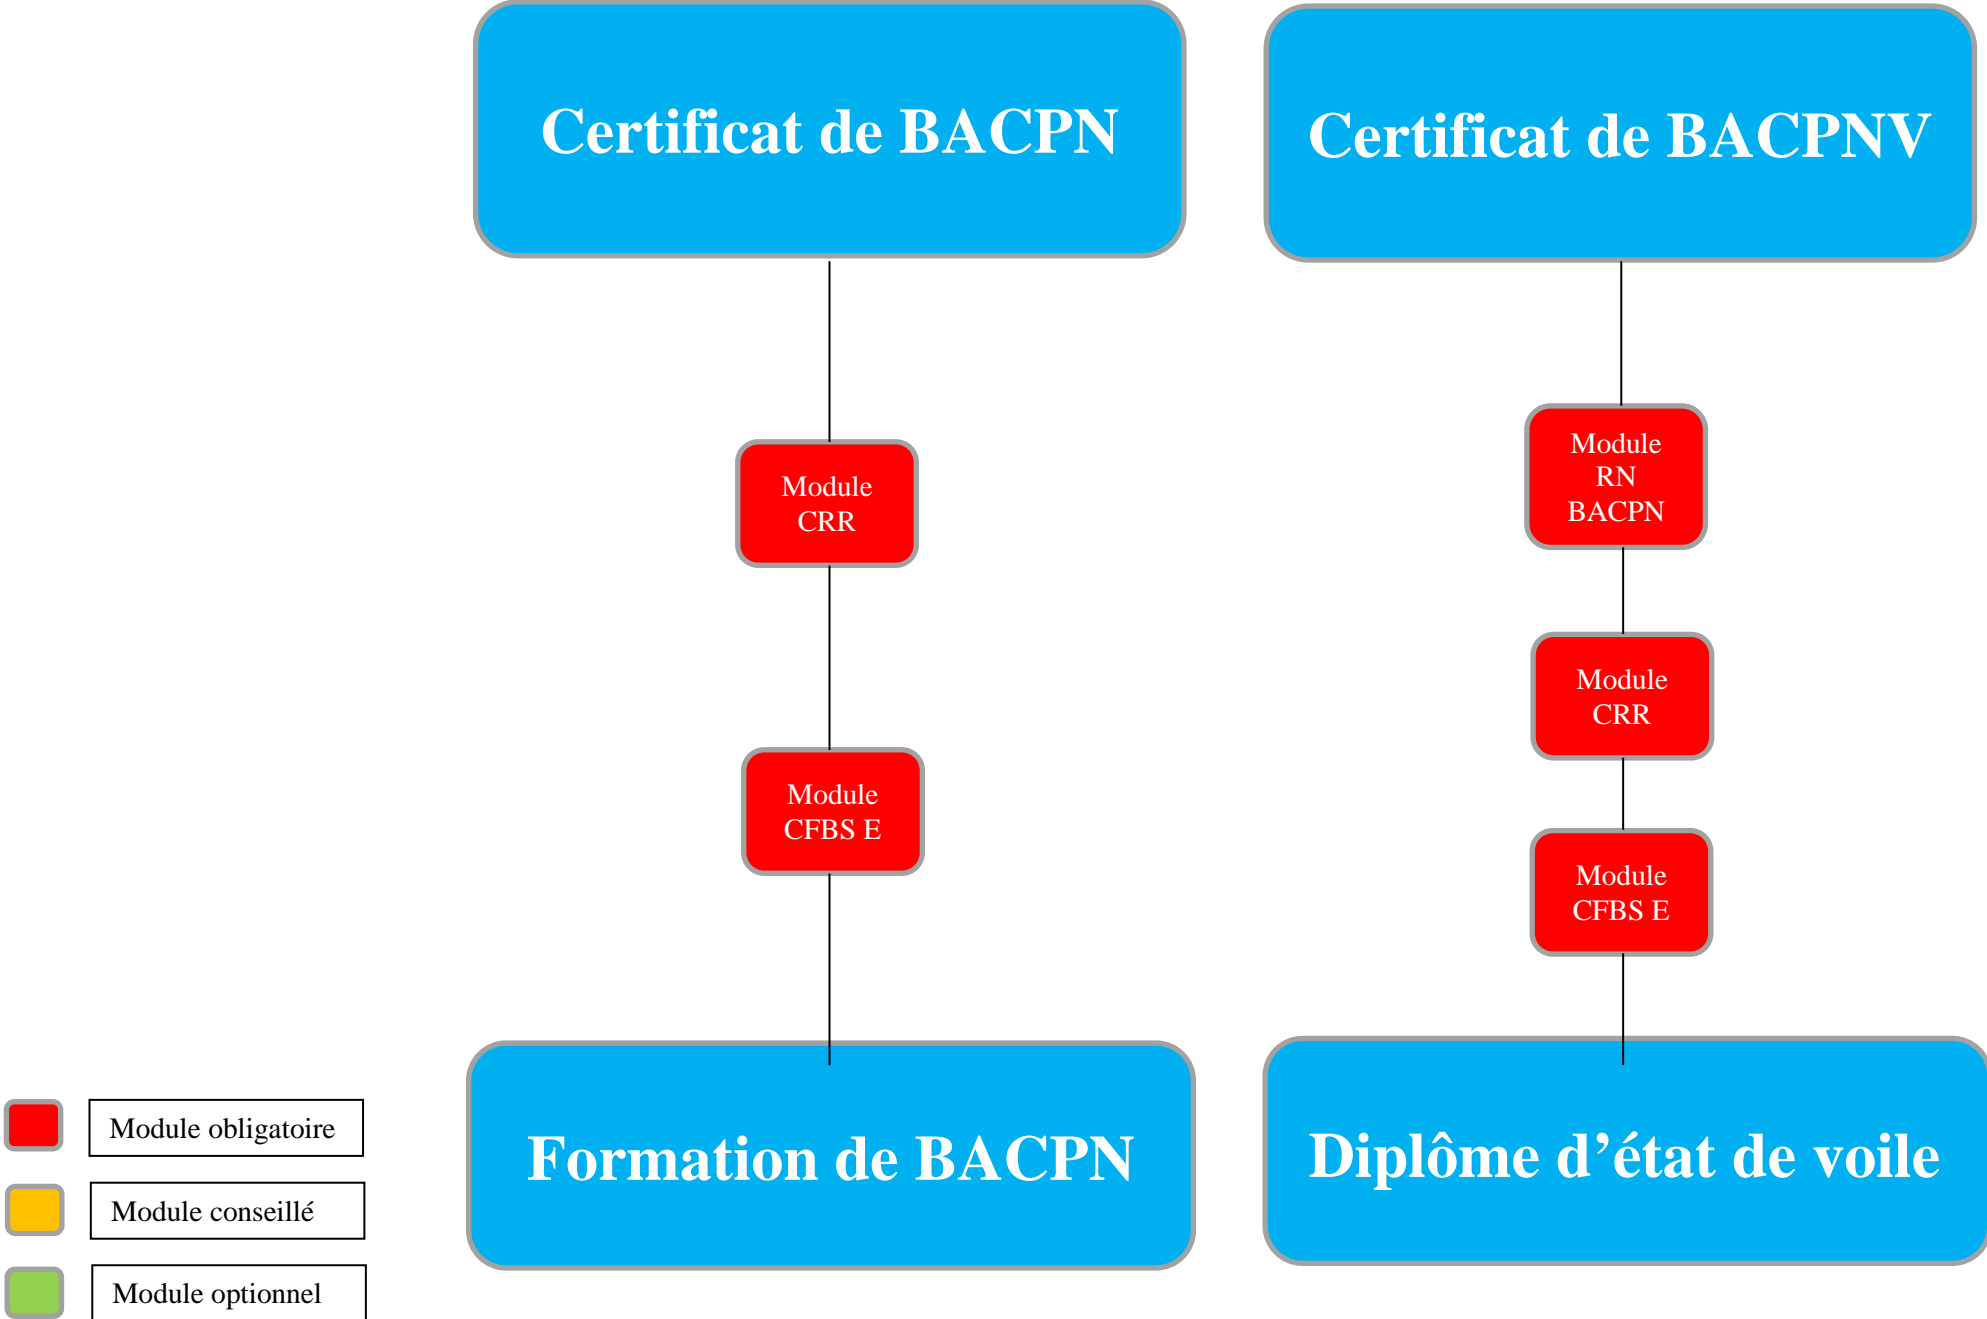 Certificat de BACPN
Certificat de BACPNV
Module
CRR
Module
CFBS E
Formation de BACPN
Module
RN
BACPN
Module
CRR
Module
CFBS E
Diplôme d’état de voile
Module obligatoire
Module conseillé
Module optionnel